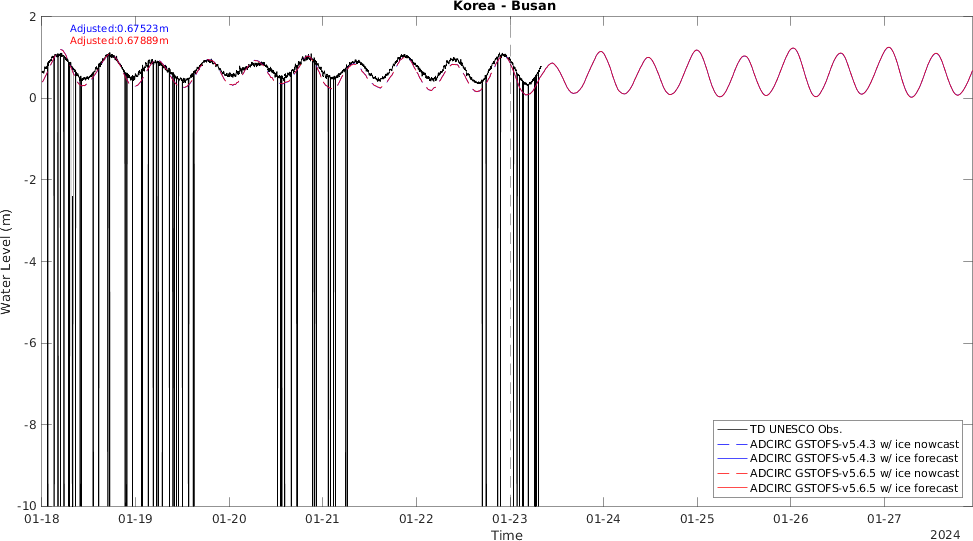 Korea - Busan
Adjusted:0.67523m
Adjusted:0.67889m
2
0
-2
-4
-6
-8
-10
Water Level (m)
01-18
01-19
01-20
01-21
01-22
01-23
01-24
01-25
01-26
01-27
Time
2024
TD UNESCO Obs.
ADCIRC GSTOFS-v5.4.3 w/ ice nowcast
ADCIRC GSTOFS-v5.4.3 w/ ice forecast
ADCIRC GSTOFS-v5.6.5 w/ ice nowcast
ADCIRC GSTOFS-v5.6.5 w/ ice forecast